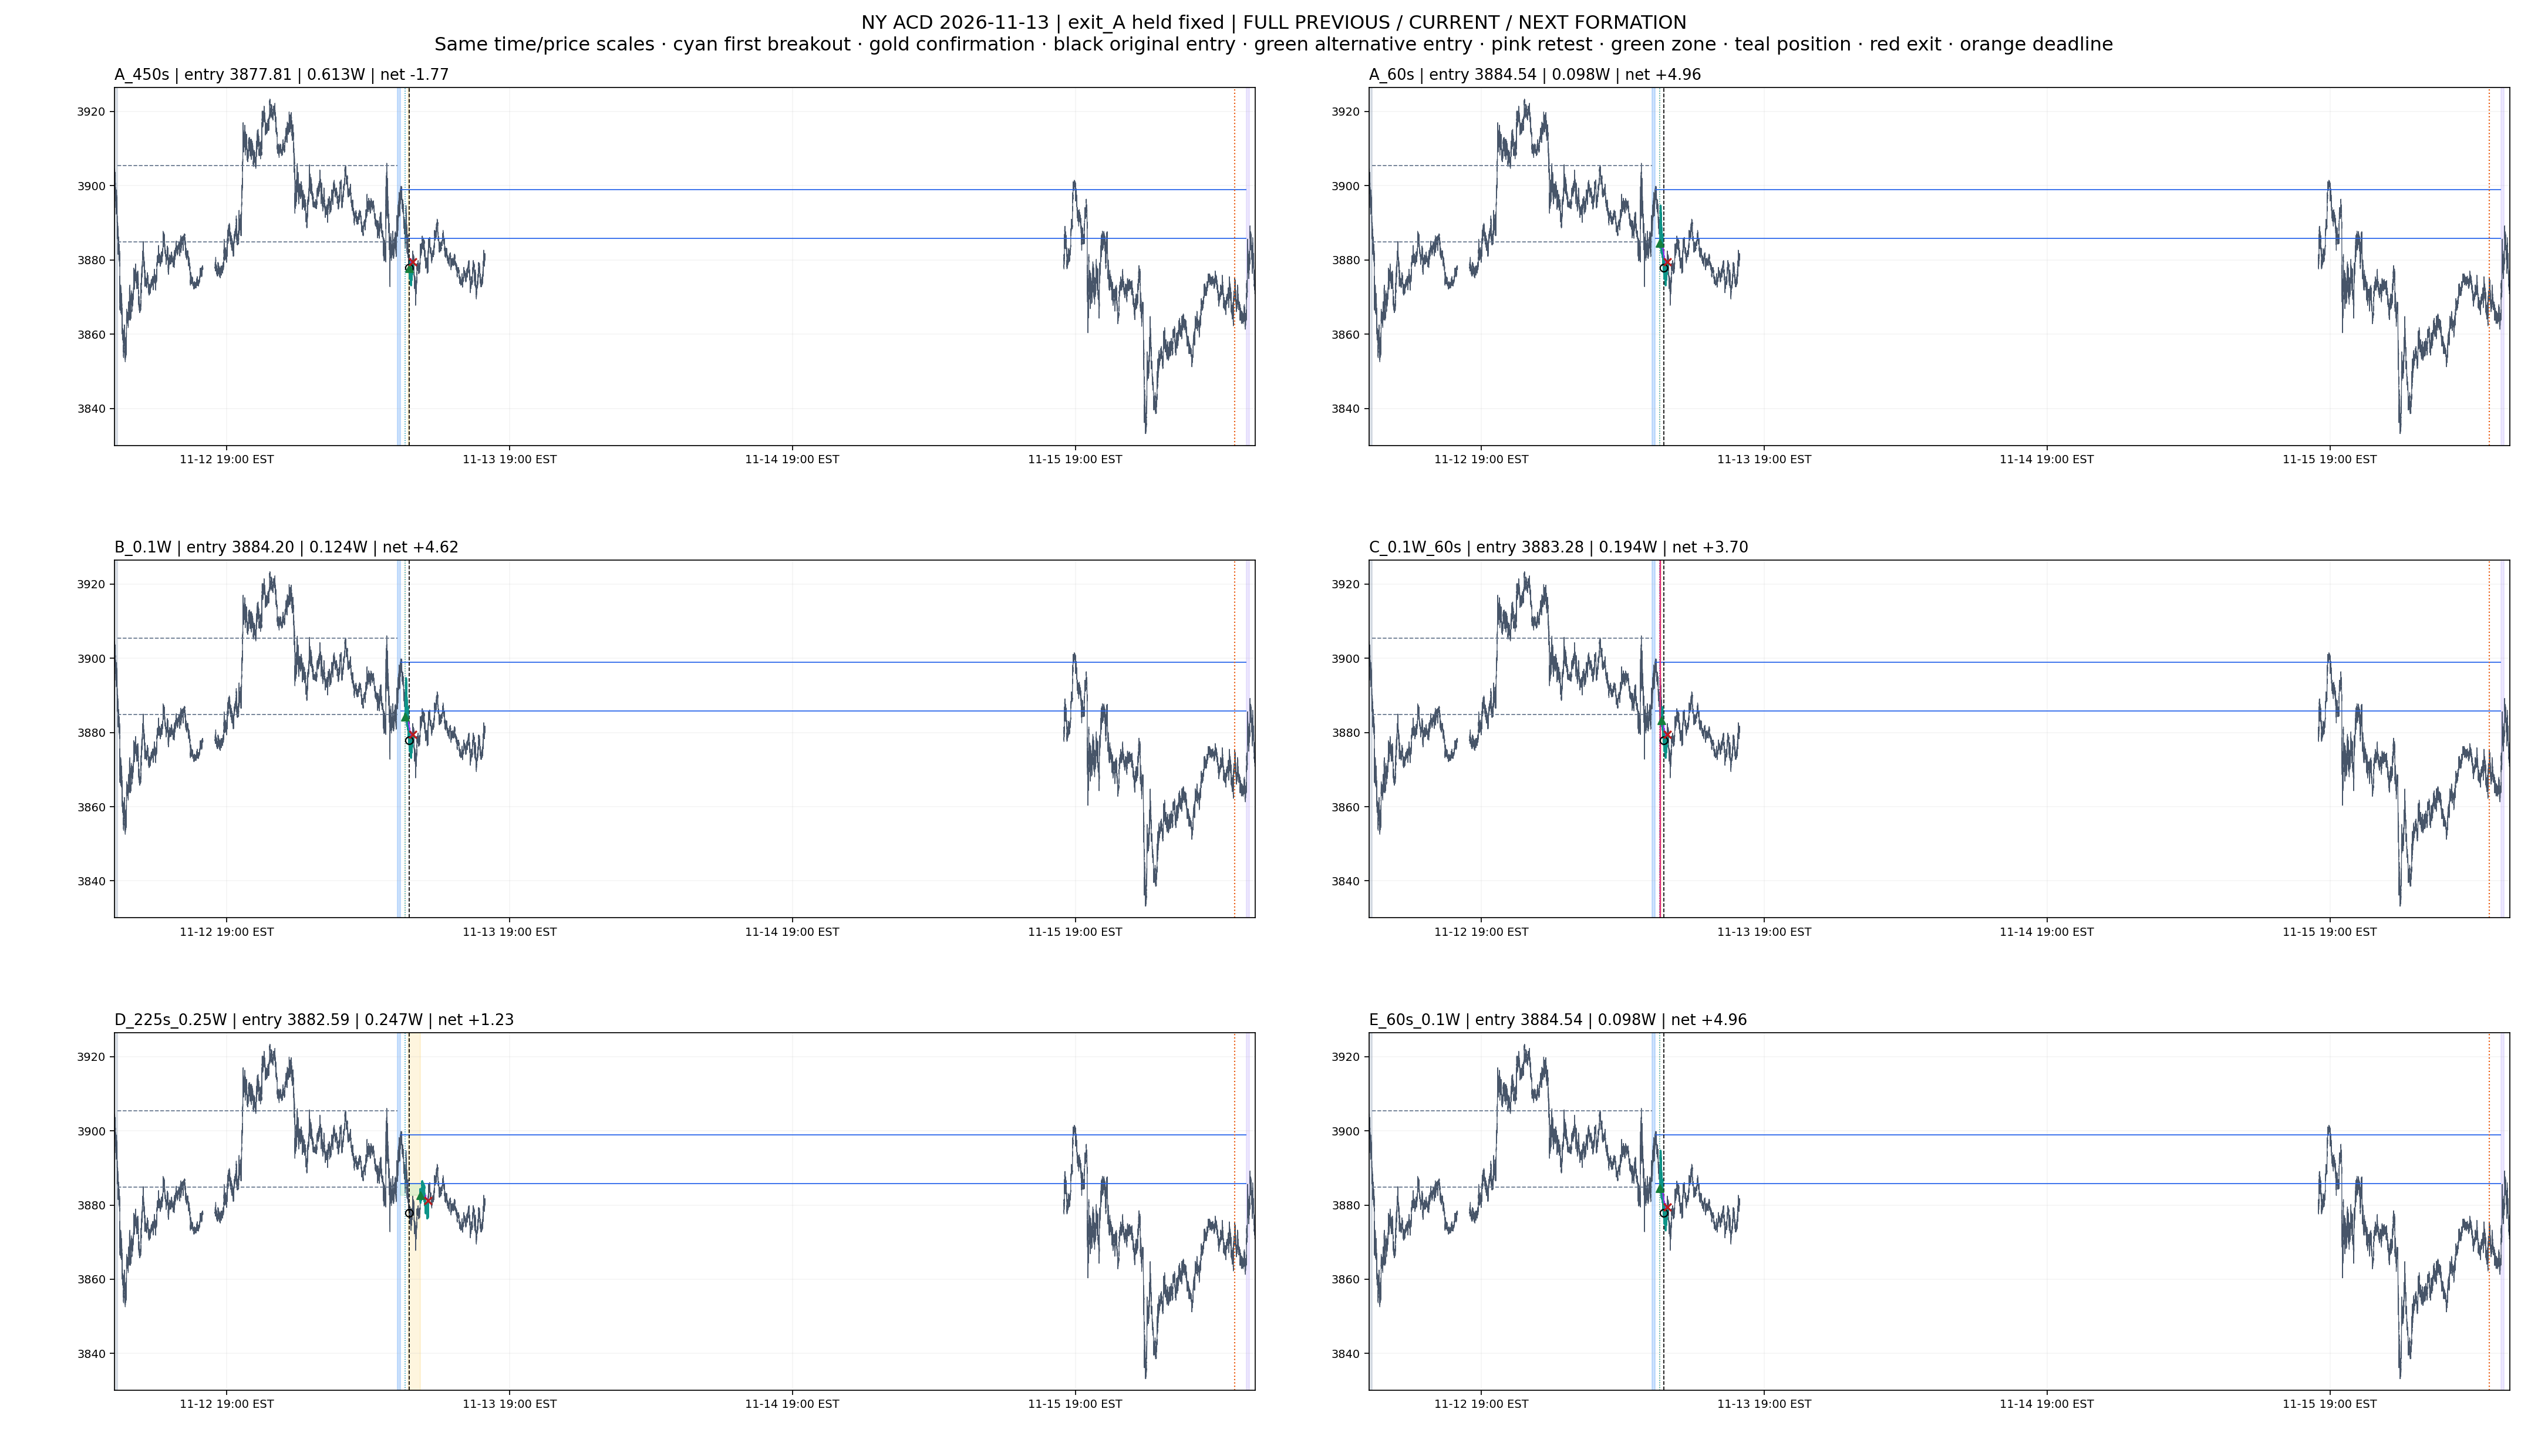 NY ACD 2026-11-13 | exit_A held fixed | FULL PREVIOUS / CURRENT / NEXT FORMATION
Same time/price scales · cyan first breakout · gold confirmation · black original entry · green alternative entry · pink retest · green zone · teal position · red exit · orange deadline
A_450s | entry 3877.81 | 0.613W | net -1.77
3920
3900
3880
3860
3840
11-12 19:00 EST
11-13 19:00 EST
11-14 19:00 EST
11-15 19:00 EST
A_60s | entry 3884.54 | 0.098W | net +4.96
3920
3900
3880
3860
3840
11-12 19:00 EST
11-13 19:00 EST
11-14 19:00 EST
11-15 19:00 EST
B_0.1W | entry 3884.20 | 0.124W | net +4.62
3920
3900
3880
3860
3840
11-12 19:00 EST
11-13 19:00 EST
11-14 19:00 EST
11-15 19:00 EST
C_0.1W_60s | entry 3883.28 | 0.194W | net +3.70
3920
3900
3880
3860
3840
11-12 19:00 EST
11-13 19:00 EST
11-14 19:00 EST
11-15 19:00 EST
D_225s_0.25W | entry 3882.59 | 0.247W | net +1.23
3920
3900
3880
3860
3840
11-12 19:00 EST
11-13 19:00 EST
11-14 19:00 EST
11-15 19:00 EST
E_60s_0.1W | entry 3884.54 | 0.098W | net +4.96
3920
3900
3880
3860
3840
11-12 19:00 EST
11-13 19:00 EST
11-14 19:00 EST
11-15 19:00 EST